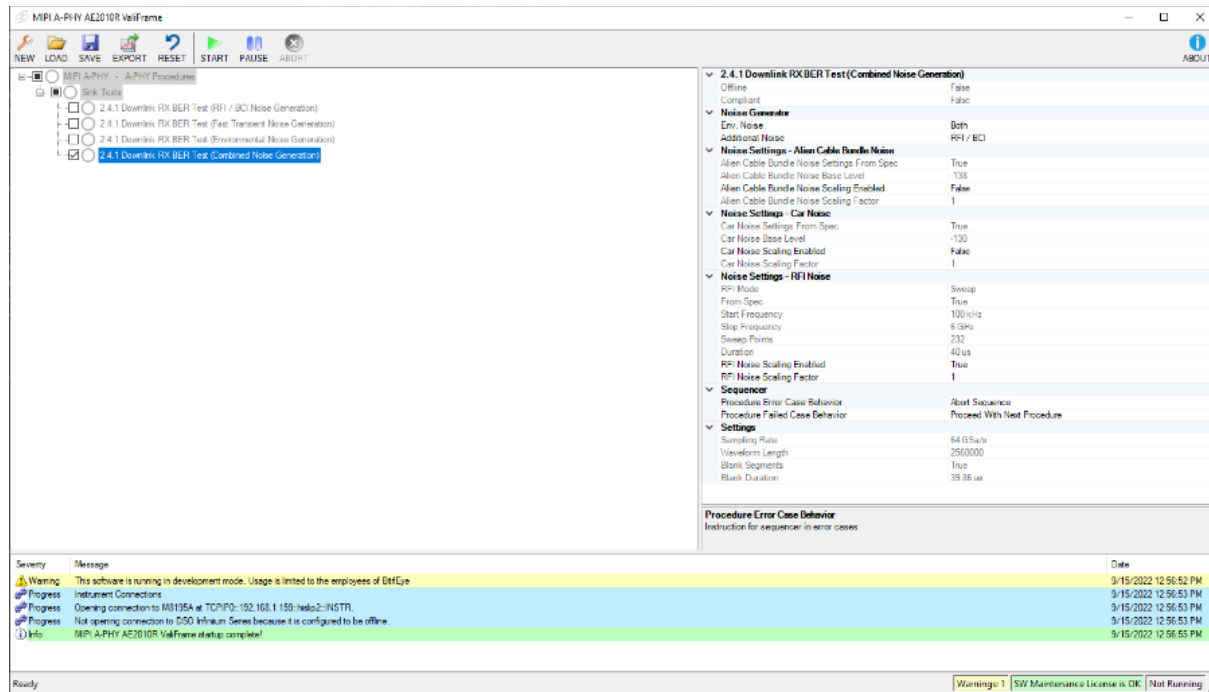 MIPI A-PHY AE2010R ValiFrame
NEW LOAD SAVE EXPORT RESET START PAUSE ABORT ABOUT
MIPI A-PHY - A-PHY Procedures
Sink Tests
2.4.1 Downlink RX BER Test (RFI / BCI Noise Generation)
2.4.1 Downlink RX BER Test (Fast Transient Noise Generation)
2.4.1 Downlink RX BER Test (Environmental Noise Generation)
2.4.1 Downlink RX BER Test (Combined Noise Generation)
2.4.1 Downlink RX BER Test (Combined Noise Generation)
Offline False
Compliant False
Noise Generator
Env. Noise Both
Additional Noise RFI / BCI
Noise Settings - Alien Cable Bundle Noise
Alien Cable Bundle Noise Settings From Spec True
Alien Cable Bundle Noise Base Level -138
Alien Cable Bundle Noise Scaling Enabled False
Alien Cable Bundle Noise Scaling Factor 1
Noise Settings - Car Noise
Car Noise Settings From Spec True
Car Noise Base Level -130
Car Noise Scaling Enabled False
Car Noise Scaling Factor 1
Noise Settings - RFI Noise
RFI Mode Sweep
From Spec True
Start Frequency 100 kHz
Stop Frequency 6 GHz
Sweep Points 232
Duration 40 us
RFI Noise Scaling Enabled True
RFI Noise Scaling Factor 1
Sequencer
Procedure Error Case Behavior Abort Sequence
Procedure Failed Case Behavior Proceed With Next Procedure
Settings
Sampling Rate 64 GSa/s
Waveform Length 2560000
Blank Segments True
Blank Duration 39.86 us
Procedure Error Case Behavior
Instruction for sequencer in error cases
Severity Message Date
Warning This software is running in development mode. Usage is limited to the employees of BitifEye 9/15/2022 12:56:52 PM
Progress Instrument Connections 9/15/2022 12:56:53 PM
Progress Opening connection to M8195A at TCPIP0::192.168.1.159::hislip2::INSTR. 9/15/2022 12:56:53 PM
Progress Not opening connection to DSO Infiniium Series because it is configured to be offline. 9/15/2022 12:56:53 PM
Info MIPI A-PHY AE2010R ValiFrame startup complete! 9/15/2022 12:56:55 PM
Ready Warnings: 1 SW Maintenance License is OK Not Running